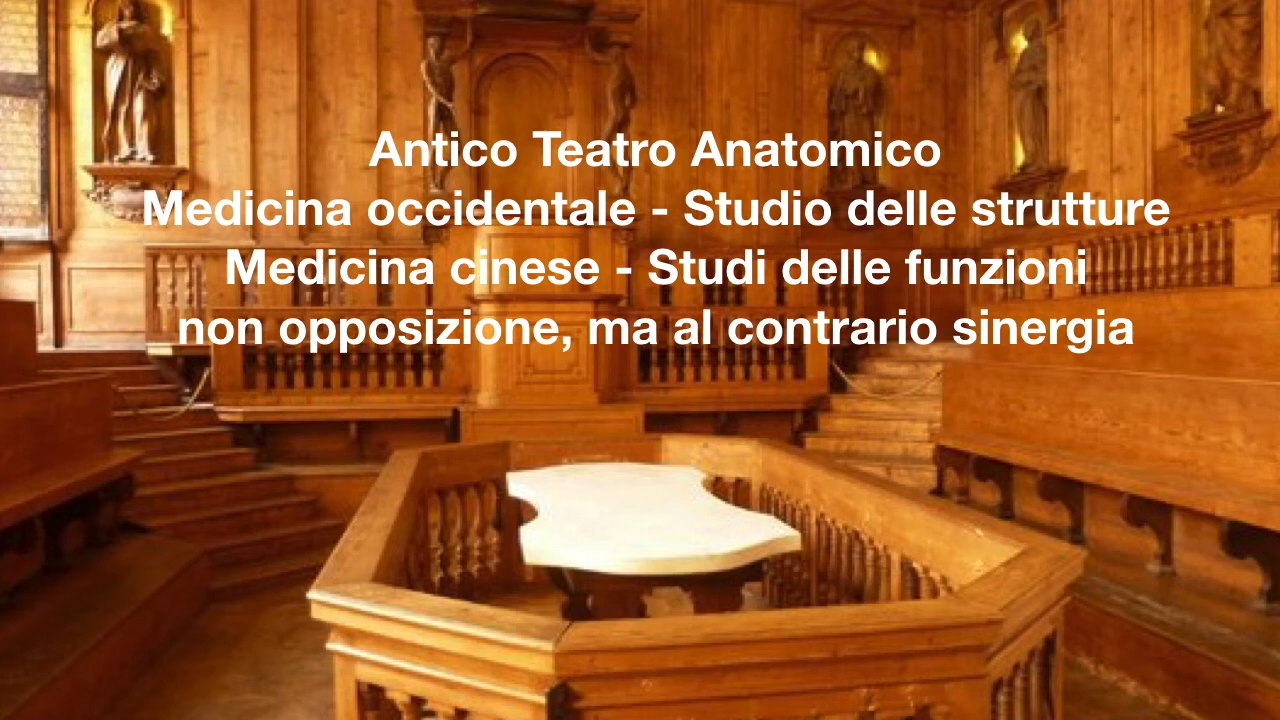 Antico Teatro Anatomico
Medicina occidentale - Studio delle strutture
Medicina cinese - Studi delle funzioni
non opposizione, ma al contrario sinergia